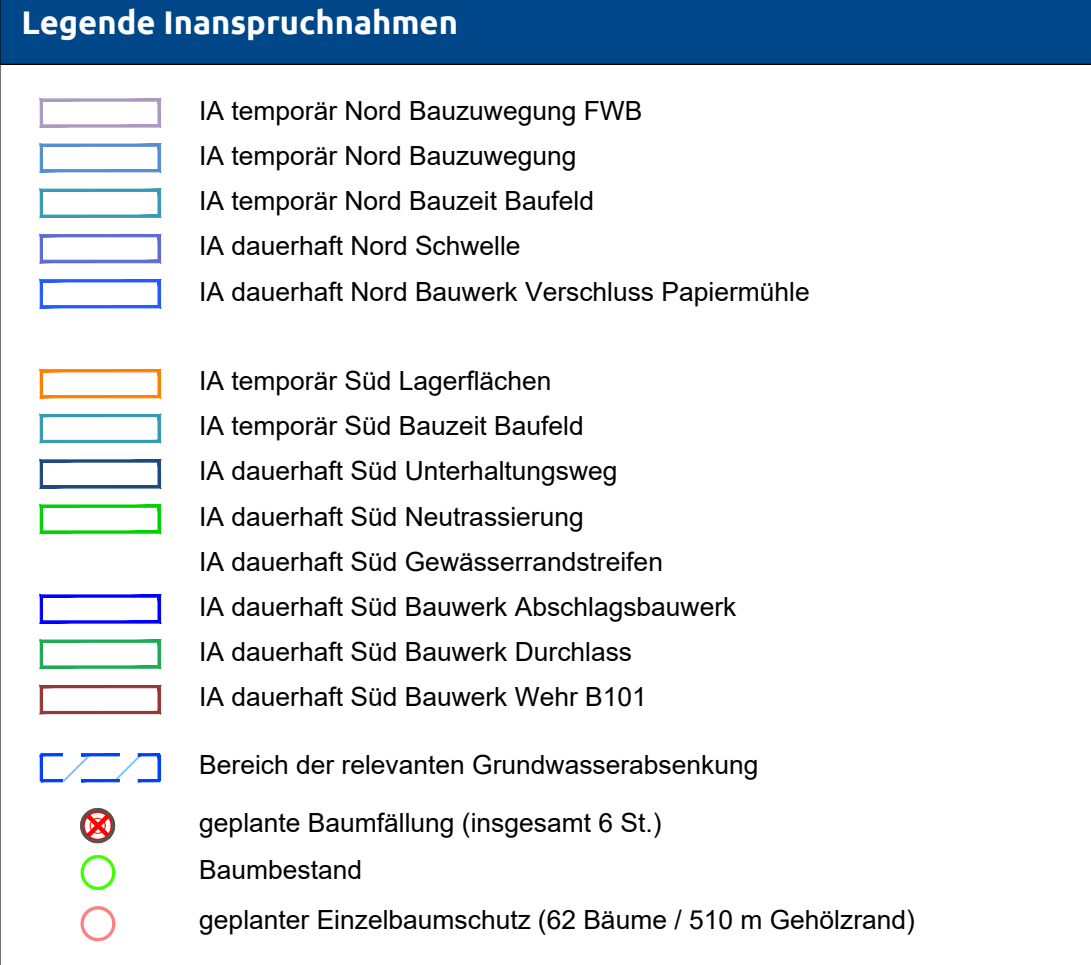 Legende Inanspruchnahmen
IA temporär Nord Bauzuwegung FWB
IA temporär Nord Bauzuwegung
IA temporär Nord Bauzeit Baufeld
IA dauerhaft Nord Schwelle
IA dauerhaft Nord Bauwerk Verschluss Papiermühle
IA temporär Süd Lagerflächen
IA temporär Süd Bauzeit Baufeld
IA dauerhaft Süd Unterhaltungsweg
IA dauerhaft Süd Neutrassierung
IA dauerhaft Süd Gewässerrandstreifen
IA dauerhaft Süd Bauwerk Abschlagsbauwerk
IA dauerhaft Süd Bauwerk Durchlass
IA dauerhaft Süd Bauwerk Wehr B101
Bereich der relevanten Grundwasserabsenkung
geplante Baumfällung (insgesamt 6 St.)
Baumbestand
geplanter Einzelbaumschutz (62 Bäume / 510 m Gehölzrand)